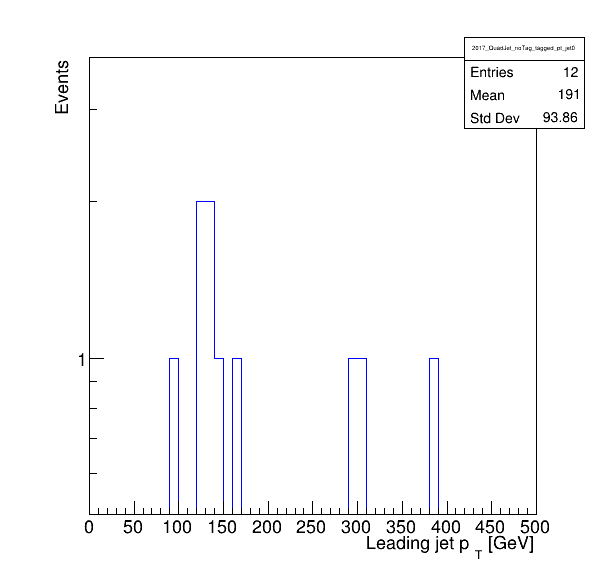 2017_QuadJet_noTag_tagged_pt_jet0
Entries 12
Mean 191
Std Dev 93.86
Events
1
0 50 100 150 200 250 300 350 400 450 500
Leading jet p T [GeV]